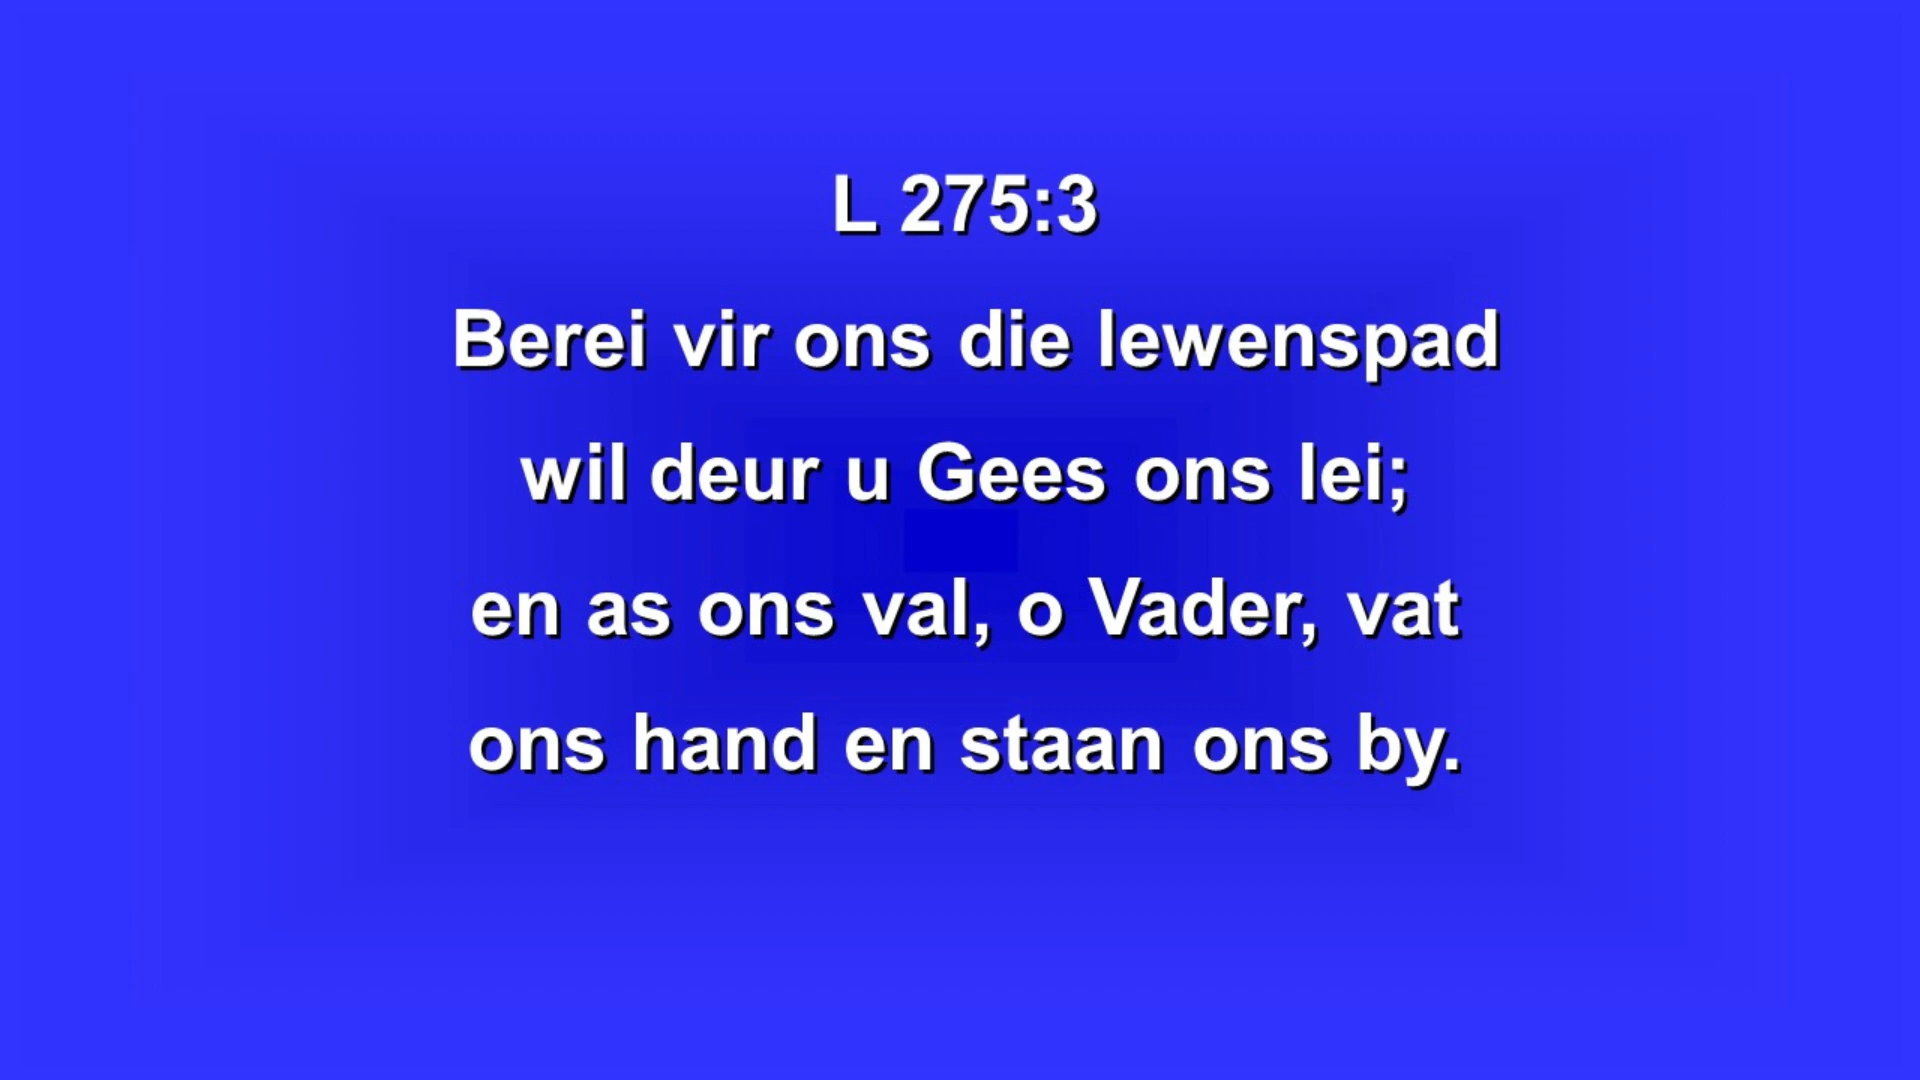 L 275:3
Berei vir ons die lewenspad
wil deur u Gees ons lei;
en as ons val, o Vader, vat
ons hand en staan ons by.